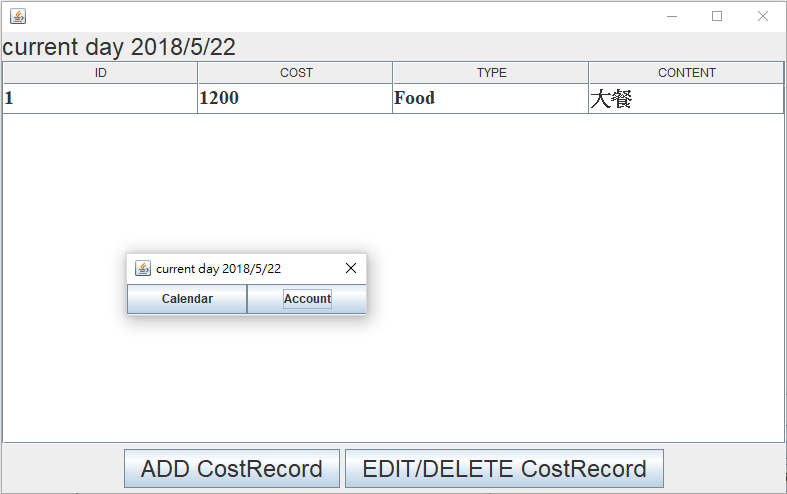 current day 2018/5/22
ID COST TYPE CONTENT
1 1200 Food 大餐
current day 2018/5/22
Calendar Account
ADD CostRecord EDIT/DELETE CostRecord